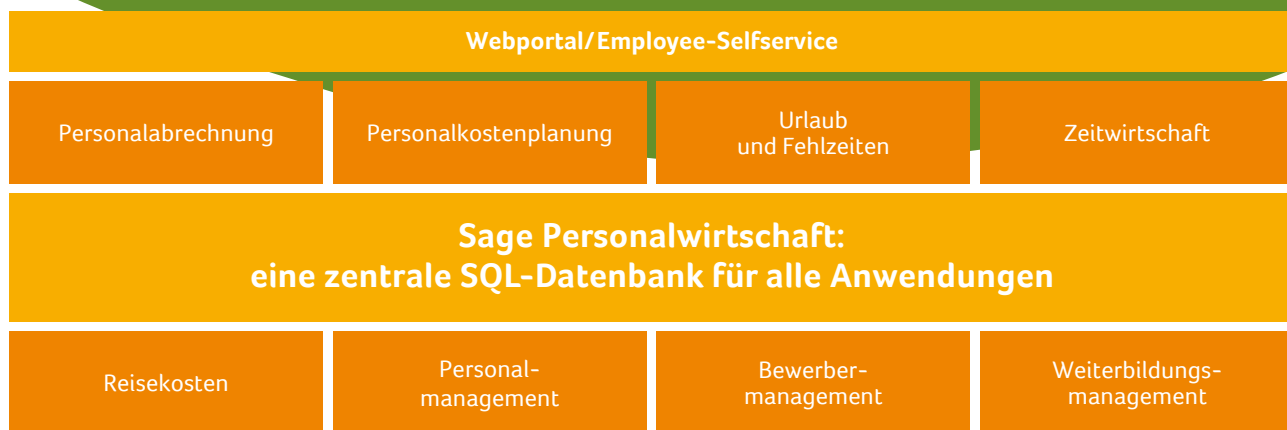 Webportal/Employee-Selfservice
Personalabrechnung
Personalkostenplanung
Urlaub
und Fehlzeiten
Zeitwirtschaft
Sage Personalwirtschaft:
eine zentrale SQL-Datenbank für alle Anwendungen
Reisekosten
Personal-
management
Bewerber-
management
Weiterbildungs-
management